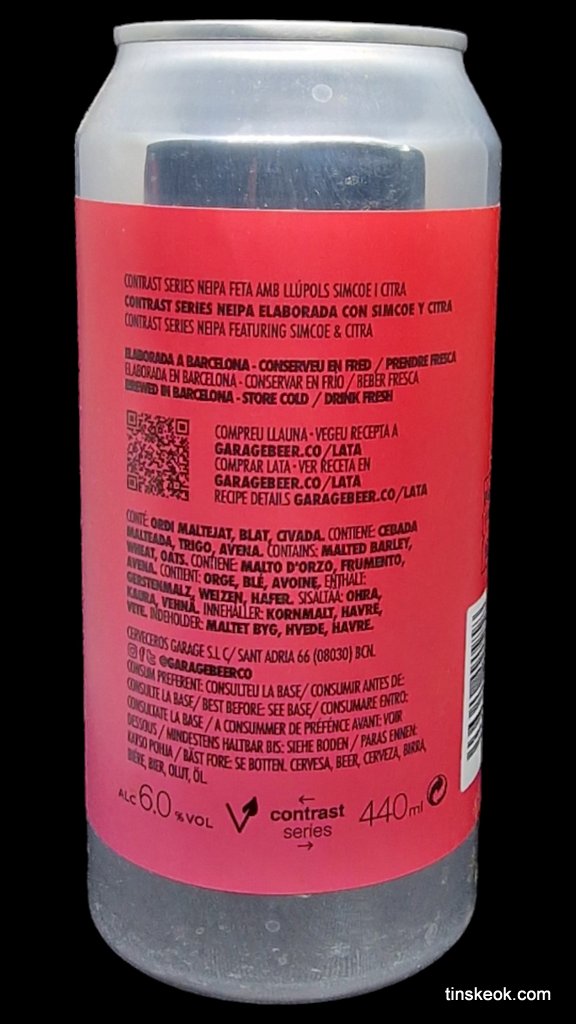 CONTRAST SERIES NEIPA FETA AMB LLÚPOLS SIMCOE I CITRA
CONTRAST SERIES NEIPA ELABORADA CON SIMCOE Y CITRA
CONTRAST SERIES NEIPA FEATURING SIMCOE & CITRA
ELABORADA A BARCELONA - CONSERVEU EN FRED / PRENDRE FRESCA
ELABORADA EN BARCELONA - CONSERVAR EN FRÍO / BEBER FRESCA
BREWED IN BARCELONA - STORE COLD / DRINK FRESH
COMPREU LLAUNA - VEGEU RECEPTA A
GARAGEBEER.CO/LATA
COMPRAR LATA - VER RECETA EN
GARAGEBEER.CO/LATA
RECIPE DETAILS GARAGEBEER.CO/LATA
CONTÉ: ORDI MALTEJAT, BLAT, CIVADA. CONTIENE: CEBADA
MALTEADA, TRIGO, AVENA. CONTAINS: MALTED BARLEY,
WHEAT, OATS. CONTIENE: MALTO D'ORZO, FRUMENTO,
AVENA. CONTIENT: ORGE, BLÉ, AVOINE, ENTHÄLT:
GERSTENMALZ, WEIZEN, HAFER. SISÄLTÄÄ: OHRA,
KAURA, VEHNÄ. INNEHÅLLER: KORNMALT, HAVRE,
VETE. INDEHOLDER: MALTET BYG, HVEDE, HAVRE.
CERVECEROS GARAGE S.L C/ SANT ADRIA 66 (08030) BCN.
@GARAGEBEERCO
CONSUM PREFERENT: CONSULTEU LA BASE/ CONSUMIR ANTES DE:
CONSULTE LA BASE/ BEST BEFORE: SEE BASE/ CONSUMARE ENTRO:
CONSULTATE LA BASE / A CONSUMMER DE PRÉFÉNCE AVANT: VOIR
DESSOUS / MINDESTENS HALTBAR BIS: SIEHE BODEN / PARAS ENNEN:
KATSO POHJA / BÄST FORE: SE BOTTEN. CERVESA, BEER, CERVEZA, BIRRA,
BIÈRE, BIER, OLUT, ÖL.
ALC 6,0 % VOL
contrast
series
440ml
tinskeok.com